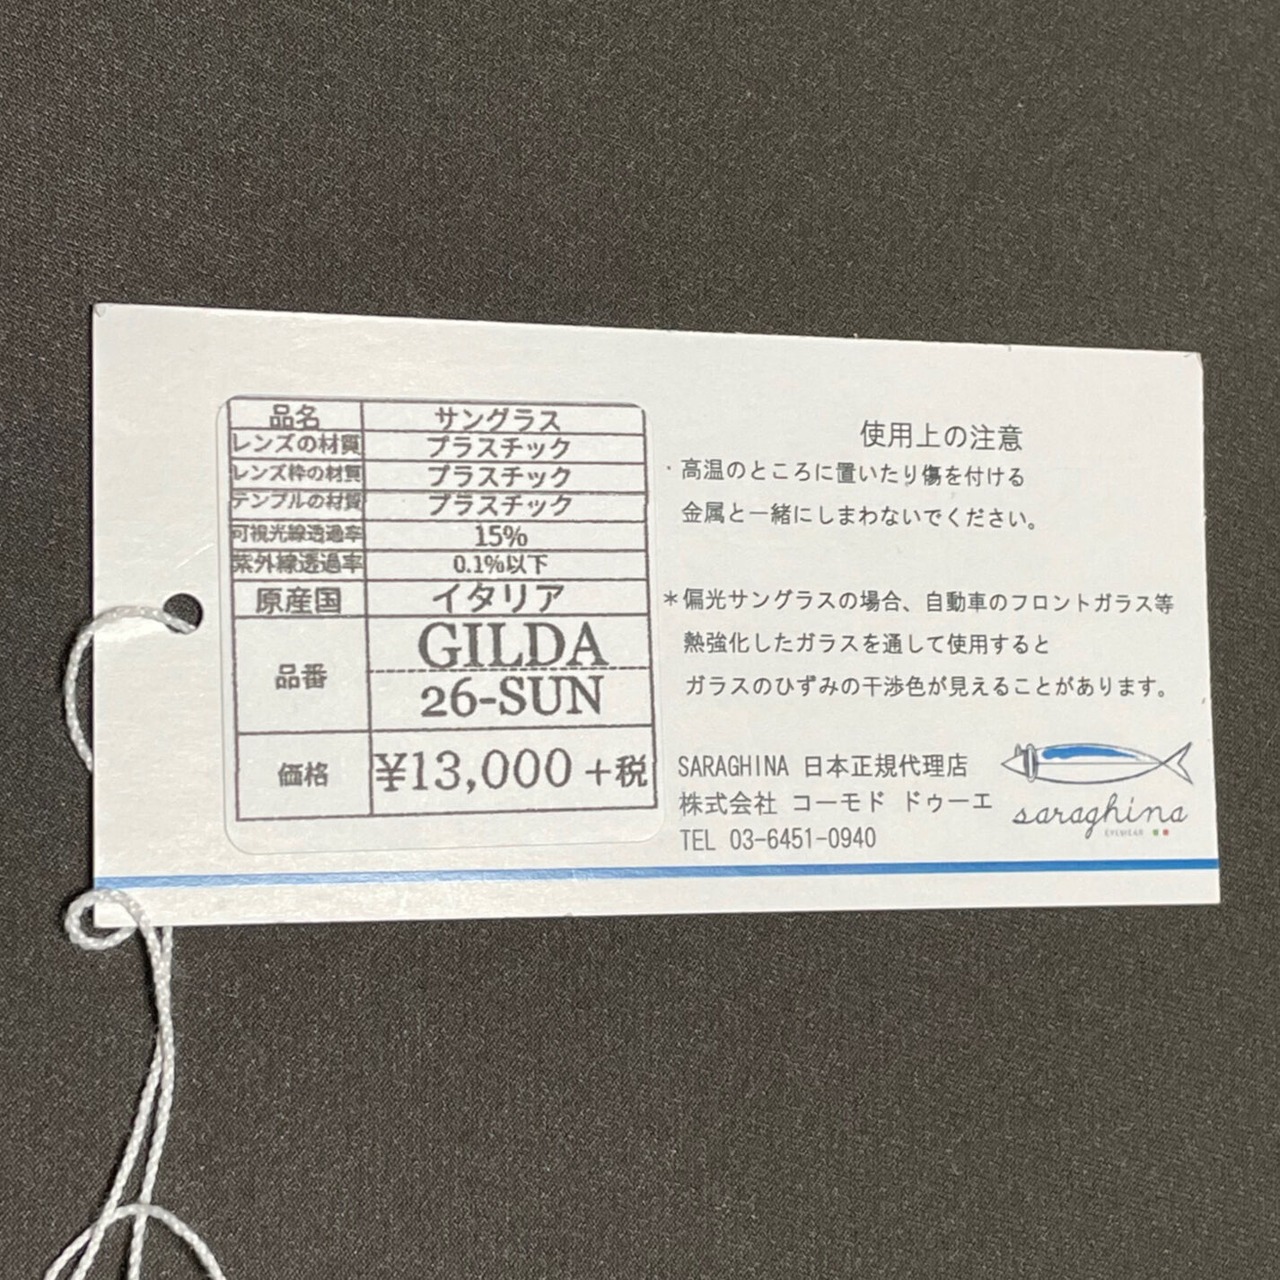 品名 サングラス
レンズの材質 プラスチック
レンズ枠の材質 プラスチック
テンプルの材質 プラスチック
可視光線透過率 15%
紫外線透過率 0.1%以下
原産国 イタリア
品番 GILDA
26-SUN
価格 ¥13,000+税
使用上の注意
・高温のところに置いたり傷を付ける
金属と一緒にしまわないでください。
*偏光サングラスの場合、自動車のフロントガラス等
熱強化したガラスを通して使用すると
ガラスのひずみの干渉色が見えることがあります。
SARAGHINA 日本正規代理店
株式会社 コーモド ドゥーエ
TEL 03-6451-0940
saraghina
EYEWEAR